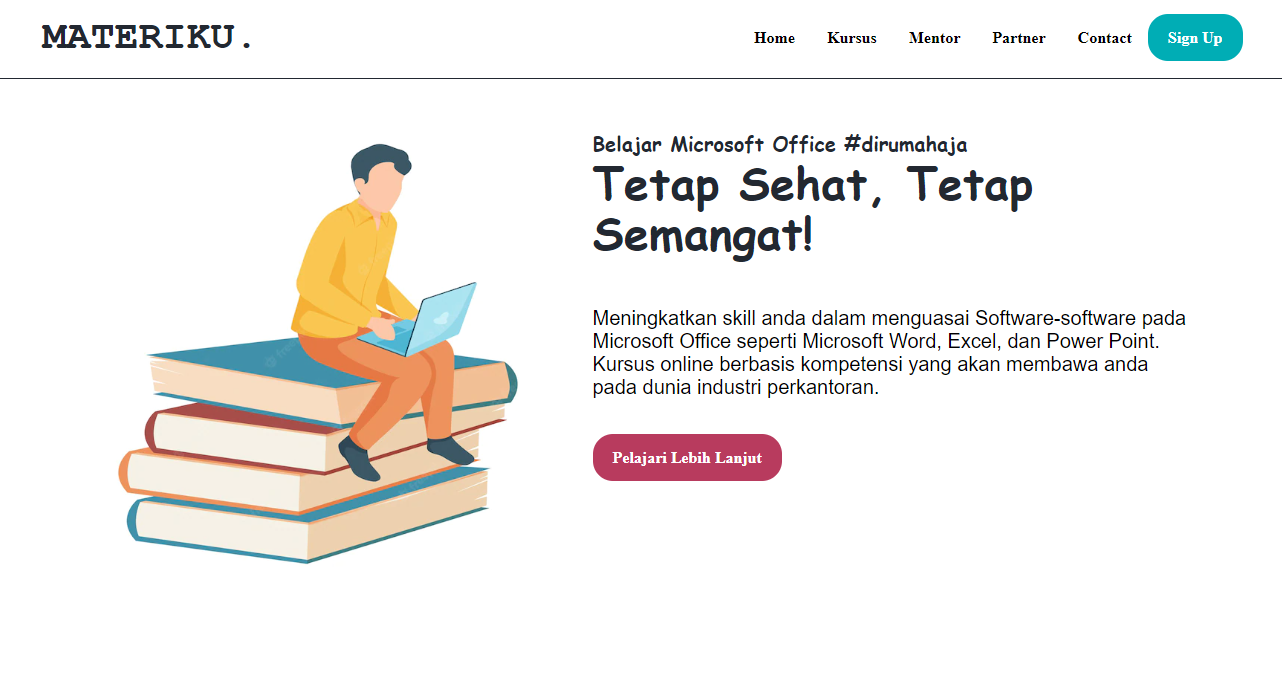 MATERIKU.
Home Kursus Mentor Partner Contact Sign Up
Belajar Microsoft Office #dirumahaja
Tetap Sehat, Tetap
Semangat!
Meningkatkan skill anda dalam menguasai Software-software pada
Microsoft Office seperti Microsoft Word, Excel, dan Power Point.
Kursus online berbasis kompetensi yang akan membawa anda
pada dunia industri perkantoran.
Pelajari Lebih Lanjut